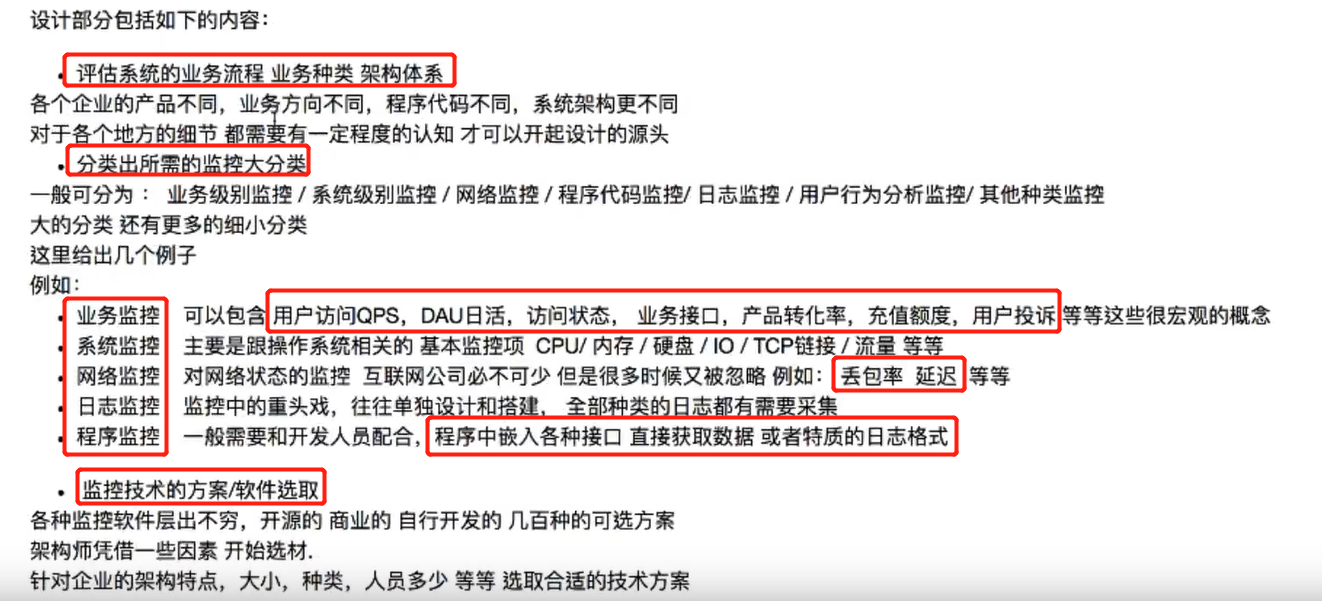 设计部分包括如下的内容：
• 评估系统的业务流程 业务种类 架构体系
各个企业的产品不同，业务方向不同，程序代码不同，系统架构更不同
对于各个地方的细节 都需要有一定程度的认知 才可以开起设计的源头
• 分类出所需的监控大分类
一般可分为： 业务级别监控 / 系统级别监控 / 网络监控 / 程序代码监控/ 日志监控 / 用户行为分析监控/ 其他种类监控
大的分类 还有更多的细小分类
这里给出几个例子
例如：
• 业务监控 可以包含 用户访问QPS，DAU日活，访问状态， 业务接口，产品转化率，充值额度，用户投诉 等等这些很宏观的概念
• 系统监控 主要是跟操作系统相关的 基本监控项 CPU/ 内存 / 硬盘 / IO / TCP链接 / 流量 等等
• 网络监控 对网络状态的监控 互联网公司必不可少 但是很多时候又被忽略 例如： 丢包率 延迟 等等
• 日志监控 监控中的重头戏，往往单独设计和搭建， 全部种类的日志都有需要采集
• 程序监控 一般需要和开发人员配合，程序中嵌入各种接口 直接获取数据 或者特质的日志格式
• 监控技术的方案/软件选取
各种监控软件层出不穷，开源的 商业的 自行开发的 几百种的可选方案
架构师凭借一些因素 开始选材.
针对企业的架构特点，大小，种类，人员多少 等等 选取合适的技术方案